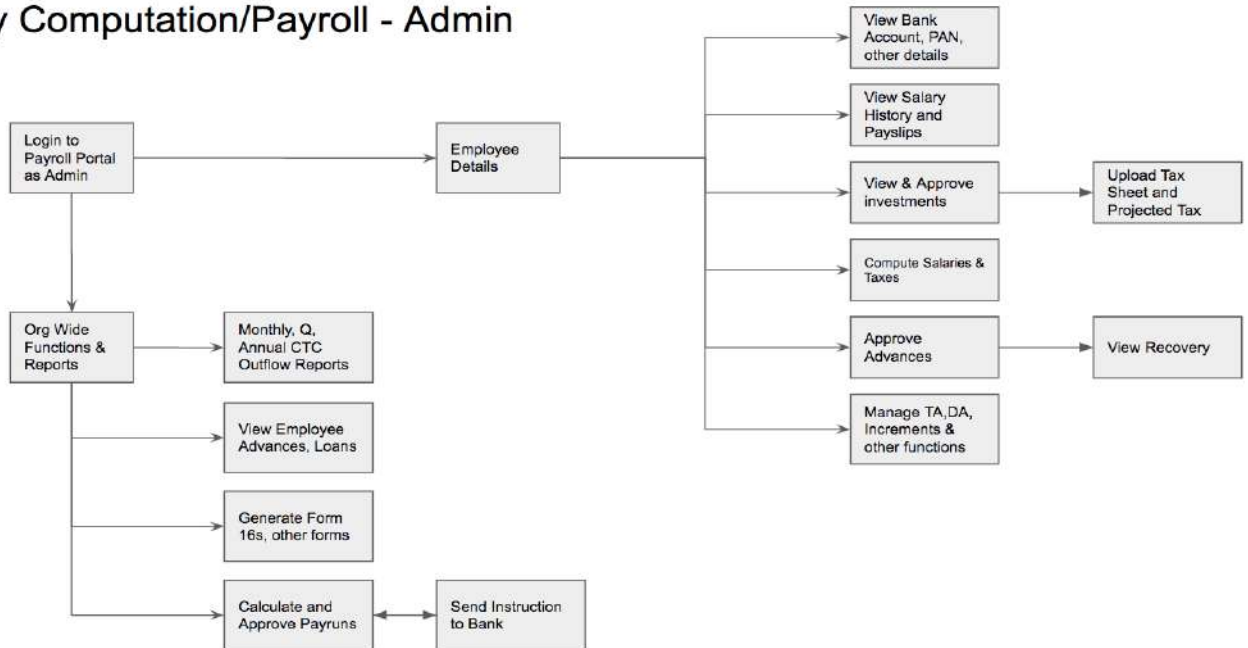 y Computation/Payroll - Admin
View Bank
Account, PAN,
other details
View Salary
History and
Payslips
Login to
Payroll Portal
as Admin
Employee
Details
View & Approve
investments
Upload Tax
Sheet and
Projected Tax
Compute Salaries &
Taxes
Org Wide
Functions &
Reports
Monthly, Q,
Annual CTC
Outflow Reports
Approve
Advances
View Recovery
View Employee
Advances, Loans
Manage TA,DA,
Increments &
other functions
Generate Form
16s, other forms
Calculate and
Approve Payruns
Send Instruction
to Bank